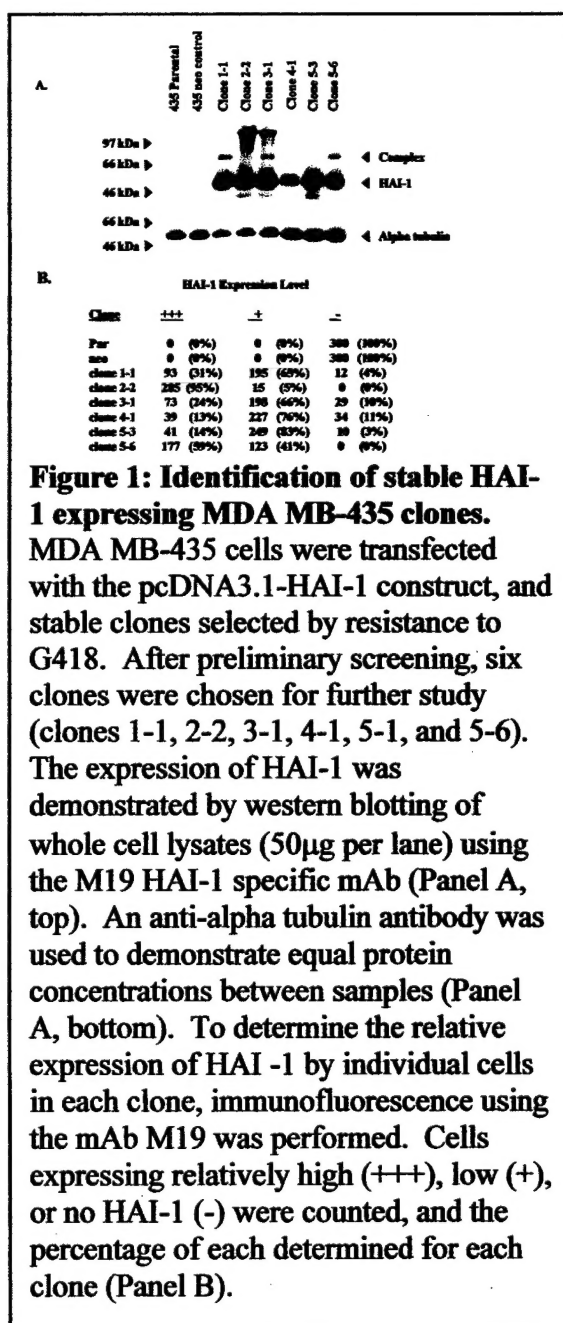 A.
435 Parental
435 neo control
Clone 1-1
Clone 2-2
Clone 3-1
Clone 4-1
Clone 5-3
Clone 5-6
97 kDa
66 kDa
46 kDa
66 kDa
46 kDa
Complex
HAI-1
Alpha tubulin
B.
HAI-1 Expression Level
Clone +++ + -
Par 0 (0%) 0 (0%) 300 (100%)
neo 0 (0%) 0 (0%) 300 (100%)
clone 1-1 93 (31%) 195 (65%) 12 (4%)
clone 2-2 285 (95%) 15 (5%) 0 (0%)
clone 3-1 73 (24%) 198 (66%) 29 (10%)
clone 4-1 39 (13%) 227 (76%) 34 (11%)
clone 5-3 41 (14%) 249 (83%) 10 (3%)
clone 5-6 177 (59%) 123 (41%) 0 (0%)
Figure 1: Identification of stable HAI-
1 expressing MDA MB-435 clones.
MDA MB-435 cells were transfected
with the pcDNA3.1-HAI-1 construct, and
stable clones selected by resistance to
G418. After preliminary screening, six
clones were chosen for further study
(clones 1-1, 2-2, 3-1, 4-1, 5-1, and 5-6).
The expression of HAI-1 was
demonstrated by western blotting of
whole cell lysates (50µg per lane) using
the M19 HAI-1 specific mAb (Panel A,
top). An anti-alpha tubulin antibody was
used to demonstrate equal protein
concentrations between samples (Panel
A, bottom). To determine the relative
expression of HAI -1 by individual cells
in each clone, immunofluorescence using
the mAb M19 was performed. Cells
expressing relatively high (+++), low (+),
or no HAI-1 (-) were counted, and the
percentage of each determined for each
clone (Panel B).